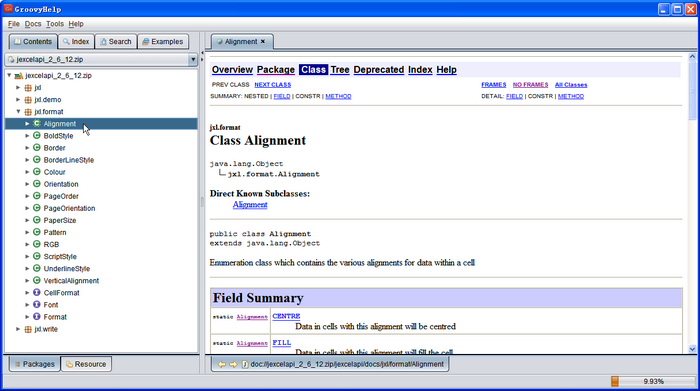 GroovyHelp
File Docs Tools Help
Contents Index Search Examples
jexcelapi_2_6_12.zip
jexcelapi_2_6_12.zip
jxl
jxl.demo
jxl.format
Alignment
BoldStyle
Border
BorderLineStyle
Colour
Orientation
PageOrder
PageOrientation
PaperSize
Pattern
RGB
ScriptStyle
UnderlineStyle
VerticalAlignment
CellFormat
Font
Format
jxl.write
Packages Resource
Alignment
Overview Package Class Tree Deprecated Index Help
PREV CLASS NEXT CLASS FRAMES NO FRAMES All Classes
SUMMARY: NESTED | FIELD | CONSTR | METHOD DETAIL: FIELD | CONSTR | METHOD
jxl.format
Class Alignment
java.lang.Object
jxl.format.Alignment
Direct Known Subclasses:
Alignment
public class Alignment
extends java.lang.Object
Enumeration class which contains the various alignments for data within a cell
Field Summary
static Alignment CENTRE
Data in cells with this alignment will be centred
static Alignment FILL
Data in cells with this alignment will fill the cell
doc://jexcelapi_2_6_12.zip/jexcelapi/docs/jxl/format/Alignment
9.93%